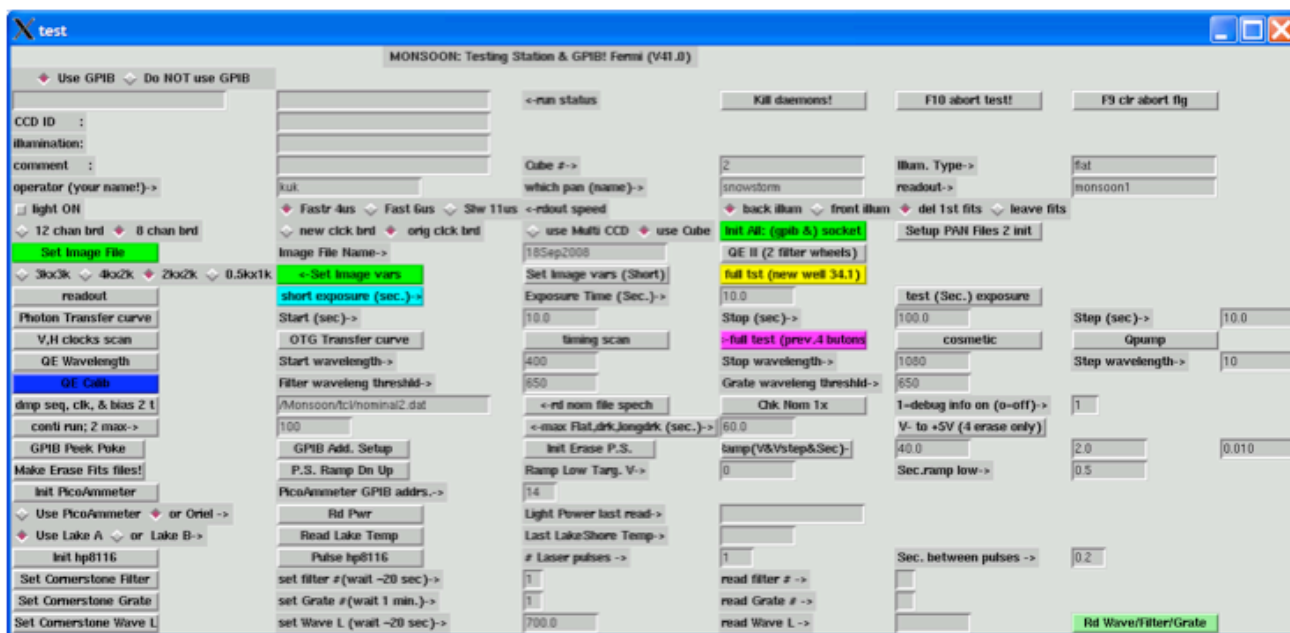 test
MONSOON: Testing Station & GPIB! Fermi (V41.0)
Use GPIB Do NOT use GPIB
<-run status Kill daemons! F10 abort test! F9 clr abort flg
CCD ID :
illumination:
comment : Cube #-> 2 Illum. Type-> flat
operator (your name!)-> kuk which pan (name)-> snowstorm readout-> monsoon1
light ON Fastr 4us Fast 6us Slw 11us <-rdout speed back illum front illum del 1st fits leave fits
12 chan brd 8 chan brd new clck brd orig clck brd use Multi CCD use Cube Init All: (gpib &) socket Setup PAN Files 2 init
Set Image File Image File Name-> 18Sep2008 QE II (2 filter wheels)
3kx3k 4kx2k 2kx2k 0.5kx1k <-Set Image vars Set Image vars (Short) full tst (new well 34.1)
readout short exposure (sec.)-> Exposure Time (Sec.)-> 10.0 test (Sec.) exposure
Photon Transfer curve Start (sec)-> 10.0 Stop (sec)-> 100.0 Step (sec)-> 10.0
V,H clocks scan OTG Transfer curve timing scan >full test (prev.4 butons cosmetic Qpump
QE Wavelength Start wavelength-> 400 Stop wavelength-> 1080 Step wavelength-> 10
QE Calib Filter waveleng threshld-> 650 Grate waveleng threshld-> 650
dmp seq, clk, & bias 2 t /Monsoon/tcl/nominal2.dat <-rd nom file spech Chk Nom 1x 1=debug info on (o=off)-> 1
conti run; 2 max-> 100 <-max Flat,drk,longdrk (sec.)-> 60.0 V- to +5V (4 erase only)
GPIB Peek Poke GPIB Add. Setup Init Erase P.S. tamp(V&Vstep&Sec)- 40.0 2.0 0.010
Make Erase Fits files! P.S. Ramp Dn Up Ramp Low Targ. V-> 0 Sec.ramp low-> 0.5
Init PicoAmmeter PicoAmmeter GPIB addrs.-> 14
Use PicoAmmeter or Oriel -> Rd Pwr Light Power last read->
Use Lake A or Lake B-> Read Lake Temp Last LakeShore Temp->
Init hp8116 Pulse hp8116 # Laser pulses -> 1 Sec. between pulses -> 0.2
Set Cornerstone Filter set filter #(wait ~20 sec)-> 1 read filter # ->
Set Cornerstone Grate set Grate #(wait 1 min.)-> 1 read Grate # ->
Set Cornerstone Wave L set Wave L (wait ~20 sec)-> 700.0 read Wave L -> Rd Wave/Filter/Grate